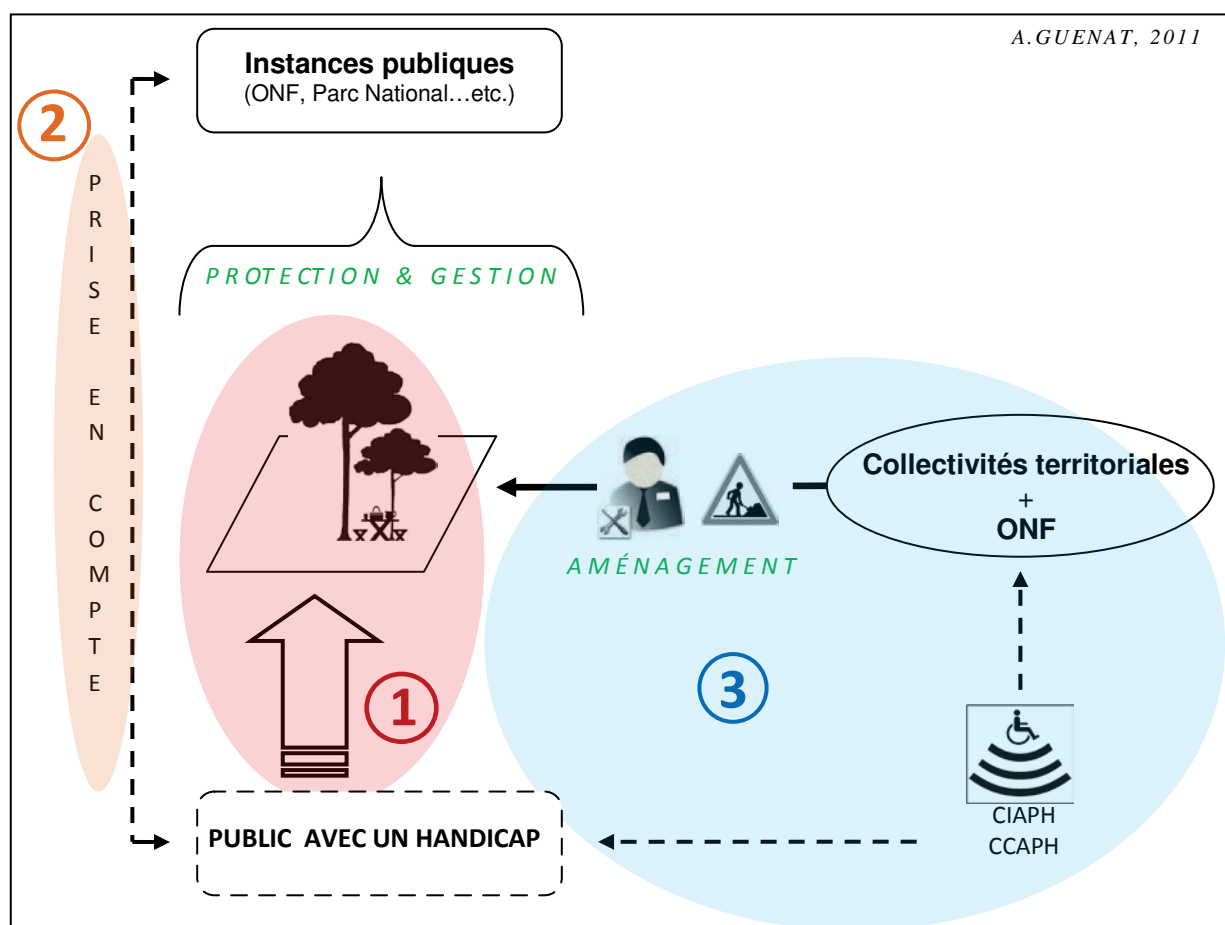 A.GUENAT, 2011
Instances publiques
(ONF, Parc National…etc.)
2
PRISE EN COMPTE
PROTECTION & GESTION
Collectivités territoriales
+
ONF
AMÉNAGEMENT
1
3
CIAPH
CCAPH
PUBLIC AVEC UN HANDICAP